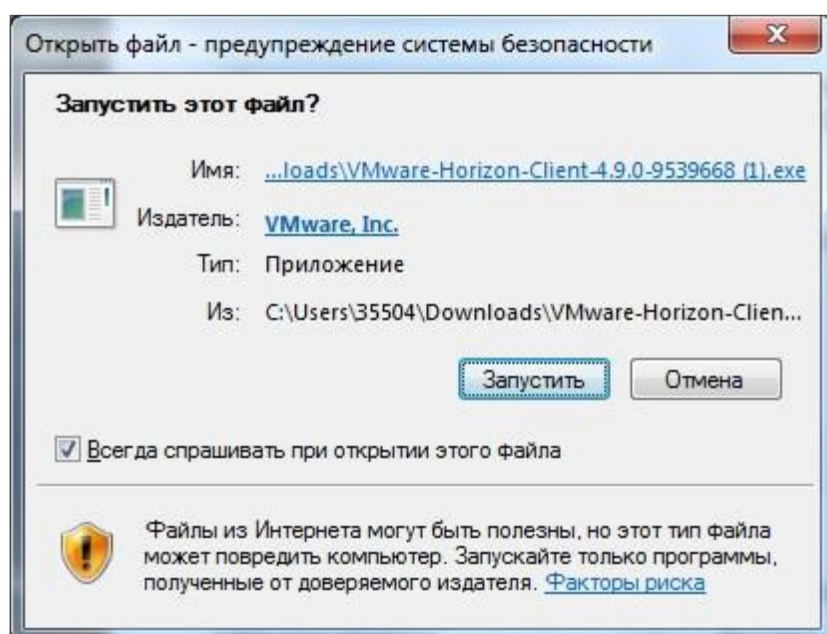 Открыть файл - предупреждение системы безопасности
Запустить этот файл?
Имя: ...loads\VMware-Horizon-Client-4.9.0-9539668 (1).exe
Издатель: VMware, Inc.
Тип: Приложение
Из: C:\Users\35504\Downloads\VMware-Horizon-Clien...
Запустить Отмена
Всегда спрашивать при открытии этого файла
Файлы из Интернета могут быть полезны, но этот тип файла
может повредить компьютер. Запускайте только программы,
полученные от доверяемого издателя. Факторы риска